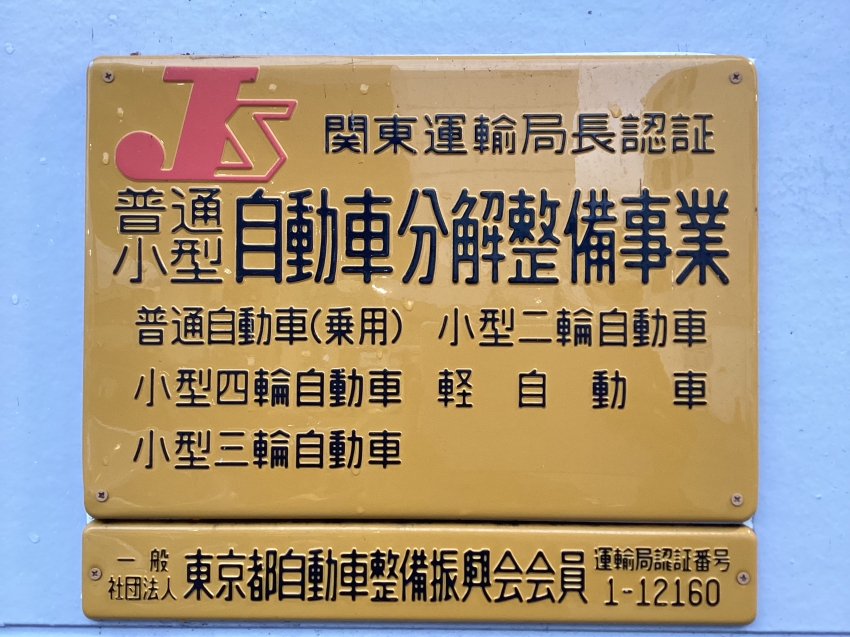 JS
関東運輸局長認証
普通
小型
自動車分解整備事業
普通自動車(乗用) 小型二輪自動車
小型四輪自動車 軽自動車
小型三輪自動車
一般
社団法人
東京都自動車整備振興会会員
運輸局認証番号
1-12160